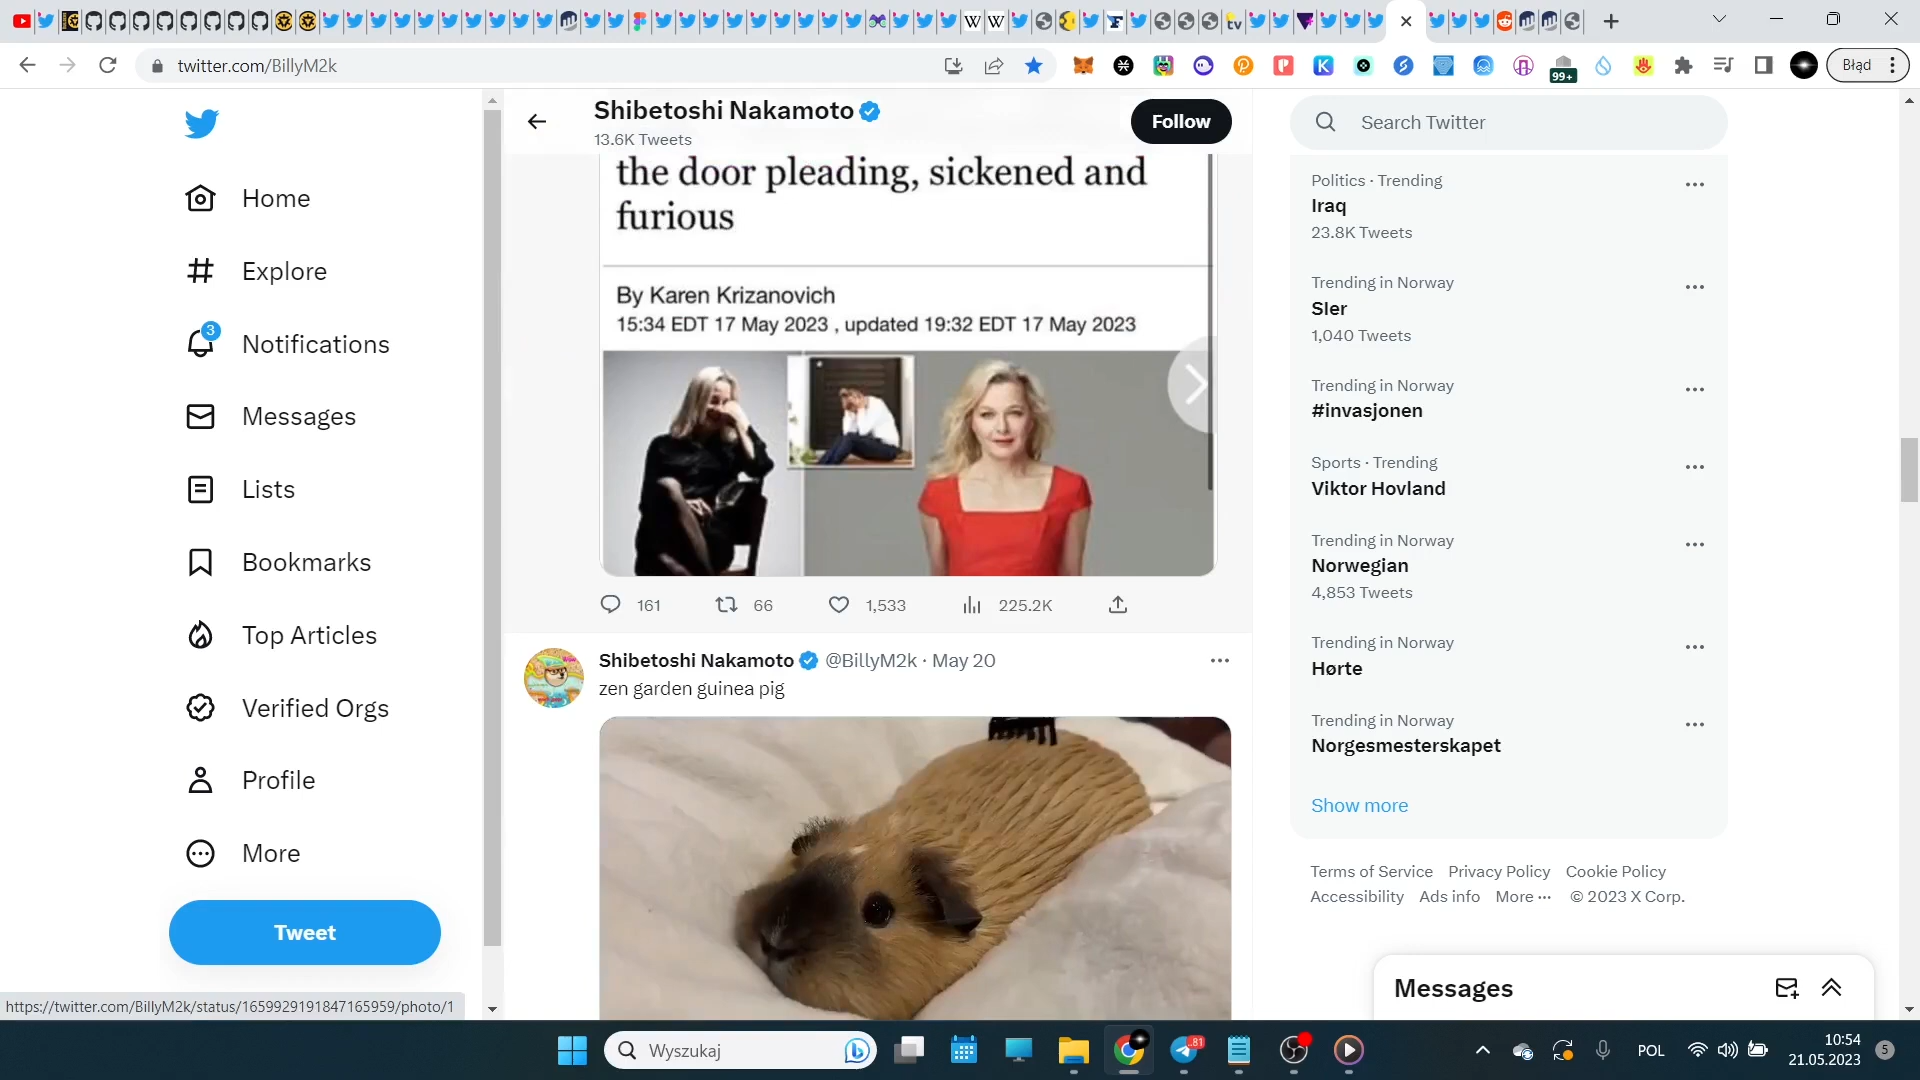 twitter.com/BillyM2k
99+
Błąd
Home
Explore
3
Notifications
Messages
Lists
Bookmarks
Top Articles
Verified Orgs
Profile
More
Tweet
https://twitter.com/BillyM2k/status/1659929191847165959/photo/1
Shibetoshi Nakamoto
13.6K Tweets
Follow
the door pleading, sickened and
furious
By Karen Krizanovich
15:34 EDT 17 May 2023 , updated 19:32 EDT 17 May 2023
161
66
1,533
225.2K
Shibetoshi Nakamoto @BillyM2k · May 20
zen garden guinea pig
Search Twitter
Politics · Trending
Iraq
23.8K Tweets
Trending in Norway
Sler
1,040 Tweets
Trending in Norway
#invasjonen
Sports · Trending
Viktor Hovland
Trending in Norway
Norwegian
4,853 Tweets
Trending in Norway
Hørte
Trending in Norway
Norgesmesterskapet
Show more
Terms of Service Privacy Policy Cookie Policy
Accessibility Ads info More ··· © 2023 X Corp.
Messages
Wyszukaj
81
POL
10:54
21.05.2023
5